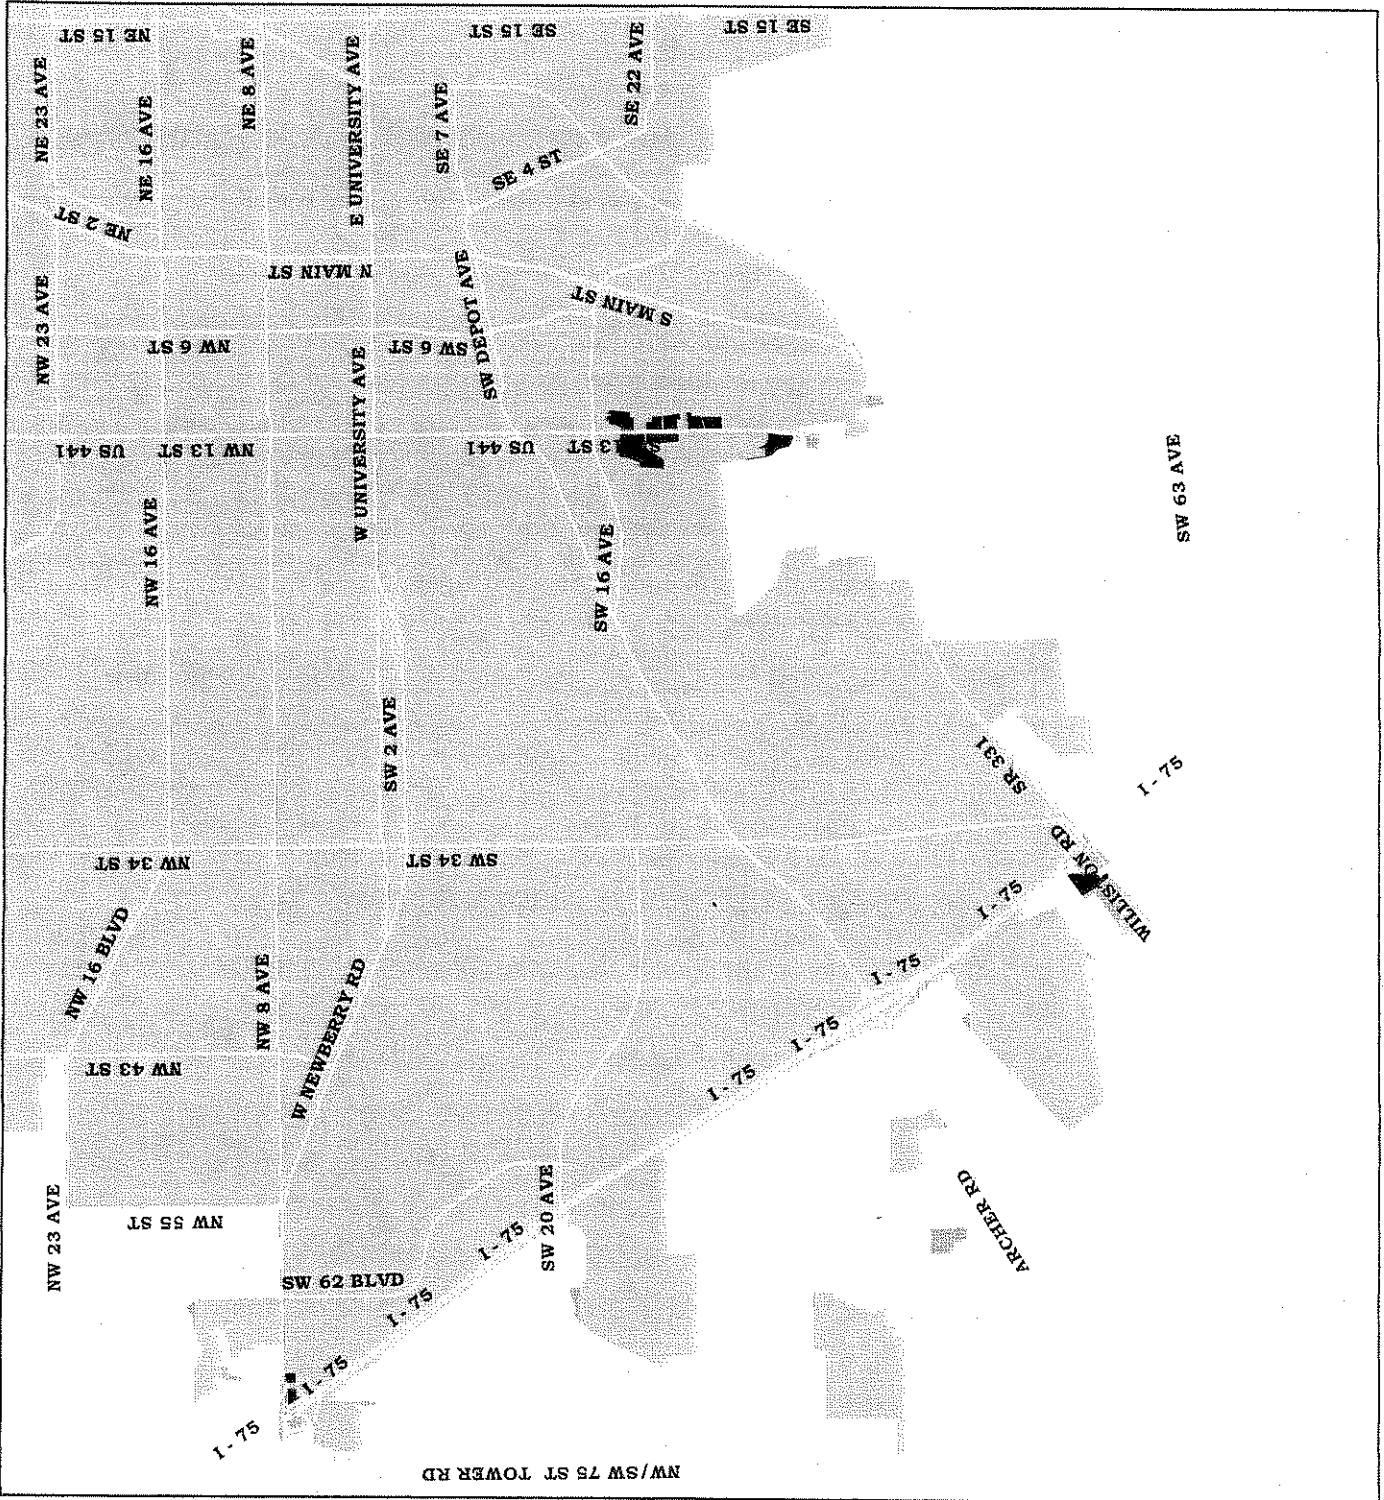 NE 15 ST
SE 15 ST
SE 15 ST
NE 23 AVE
NE 16 AVE
NE 8 AVE
E UNIVERSITY AVE
SE 7 AVE
SE 22 AVE
SE 4 ST
NE 2 ST
N MAIN ST
S MAIN ST
NW 23 AVE
SW DEPOT AVE
NW 6 ST
SW 6 ST
W UNIVERSITY AVE
US 441
NW 13 ST
US 441
13 ST
SW 63 AVE
NW 16 AVE
SW 16 AVE
SW 2 AVE
SR 331
I - 75
NW 34 ST
SW 34 ST
WILLISTON RD
I - 75
NW 16 BLVD
NW 8 AVE
W NEWBERRY RD
I - 75
I - 75
I - 75
NW 43 ST
NW 23 AVE
NW 55 ST
SW 20 AVE
ARCHER RD
I - 75
SW 62 BLVD
I - 75
I - 75
I - 75
NW/SW 75 ST TOWER RD